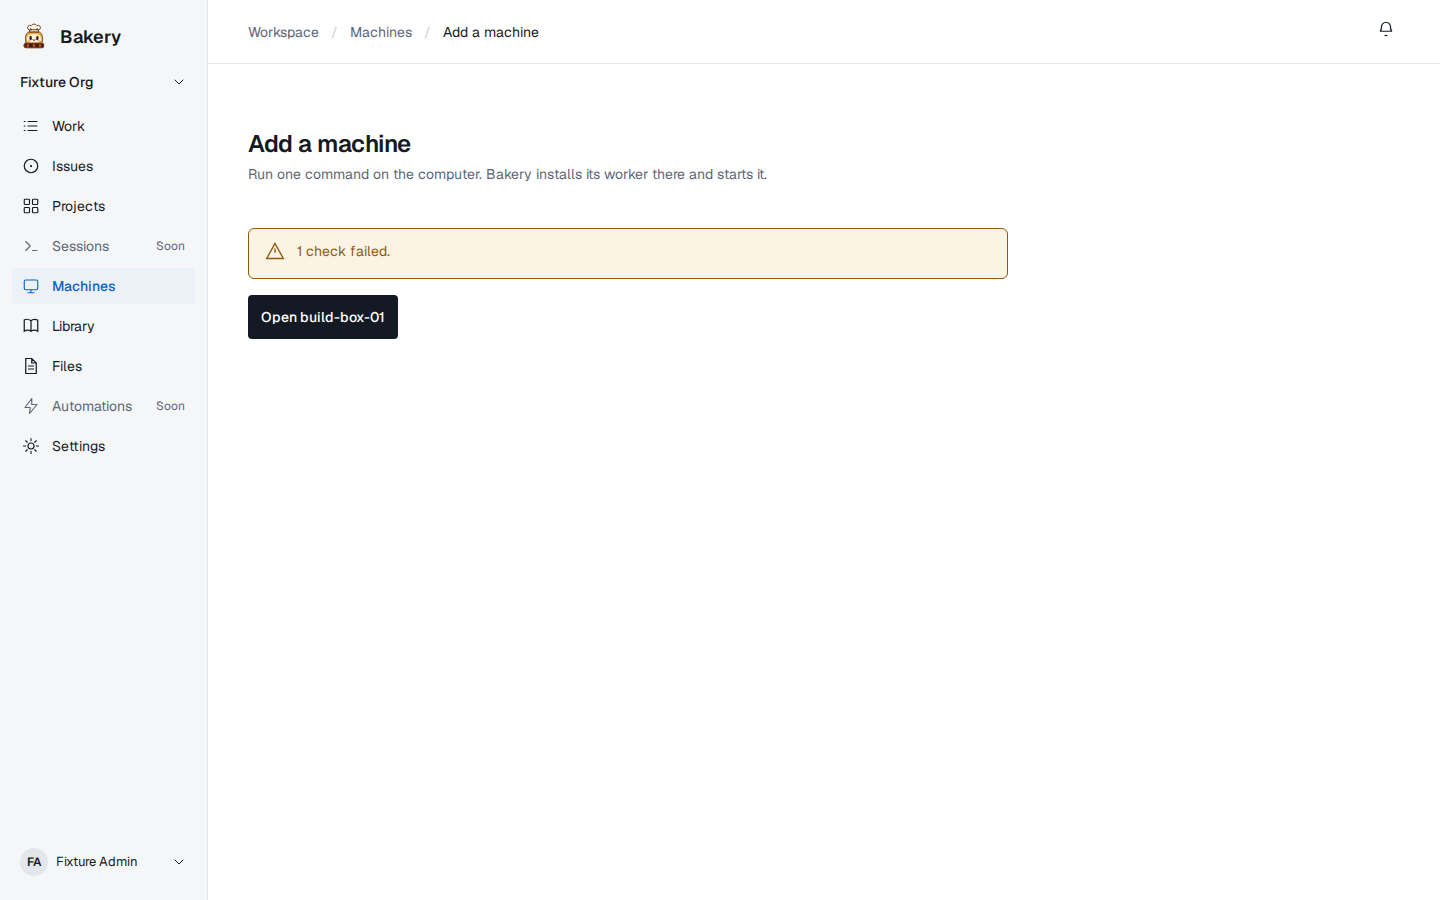 Bakery
Fixture Org
Work
Issues
Projects
Sessions Soon
Machines
Library
Files
Automations Soon
Settings
FA Fixture Admin
Workspace / Machines / Add a machine
Add a machine
Run one command on the computer. Bakery installs its worker there and starts it.
1 check failed.
Open build-box-01